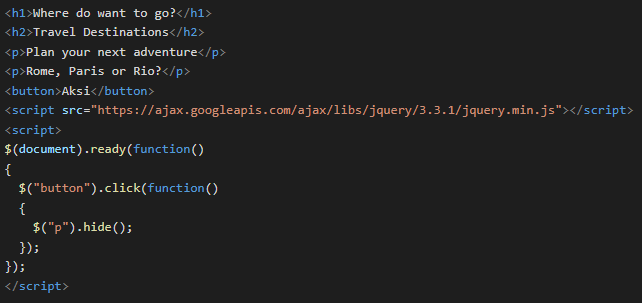 <h1>Where do want to go?</h1>
<h2>Travel Destinations</h2>
<p>Plan your next adventure</p>
<p>Rome, Paris or Rio?</p>
<button>Aksi</button>
<script src="https://ajax.googleapis.com/ajax/libs/jquery/3.3.1/jquery.min.js"></script>
<script>
$(document).ready(function()
{
  $("button").click(function()
  {
    $("p").hide();
  });
});
</script>